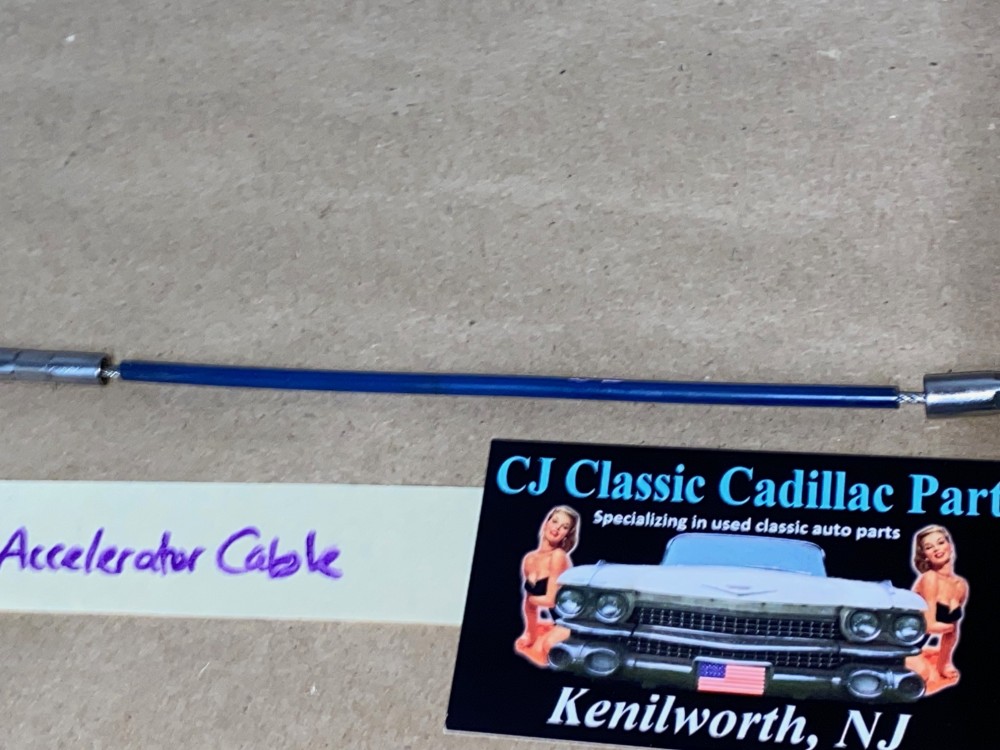 Accelerator Cable
CJ Classic Cadillac Part
Specializing in used classic auto parts
Kenilworth, NJ